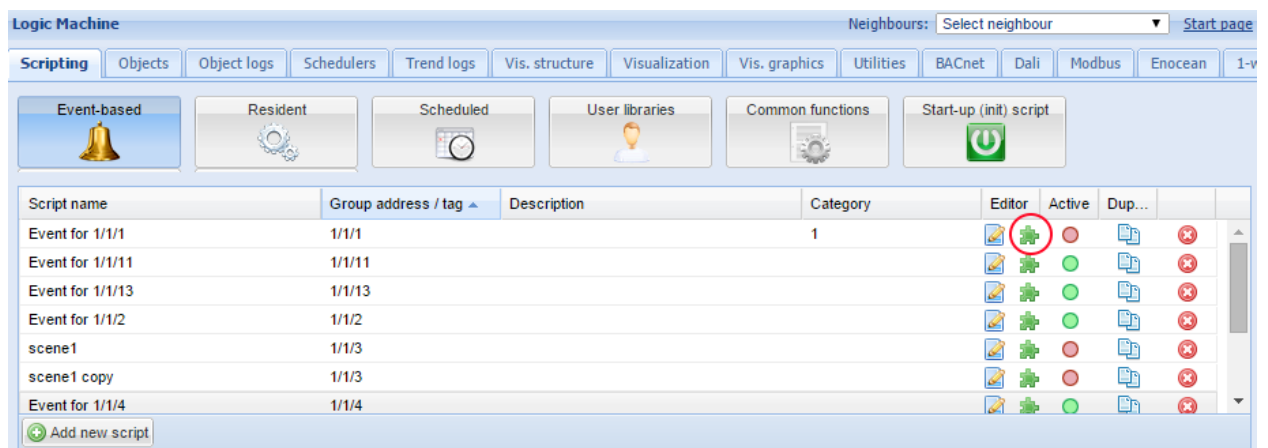 Logic Machine Neighbours: Select neighbour Start page
Scripting Objects Object logs Schedulers Trend logs Vis. structure Visualization Vis. graphics Utilities BACnet Dali Modbus Enocean 1-w
Event-based Resident Scheduled User libraries Common functions Start-up (init) script
Script name Group address / tag Description Category Editor Active Dup...
Event for 1/1/1 1/1/1 1
Event for 1/1/11 1/1/11
Event for 1/1/13 1/1/13
Event for 1/1/2 1/1/2
scene1 1/1/3
scene1 copy 1/1/3
Event for 1/1/4 1/1/4
Add new script